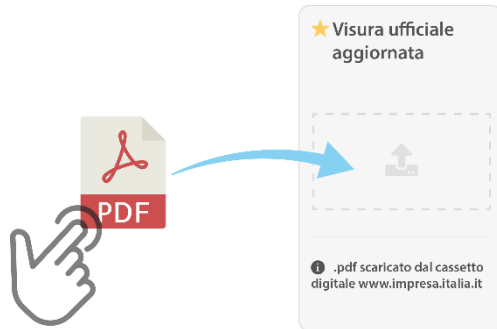 Visura ufficiale
aggiornata
PDF
.pdf scaricato dal cassetto
digitale www.impresa.italia.it